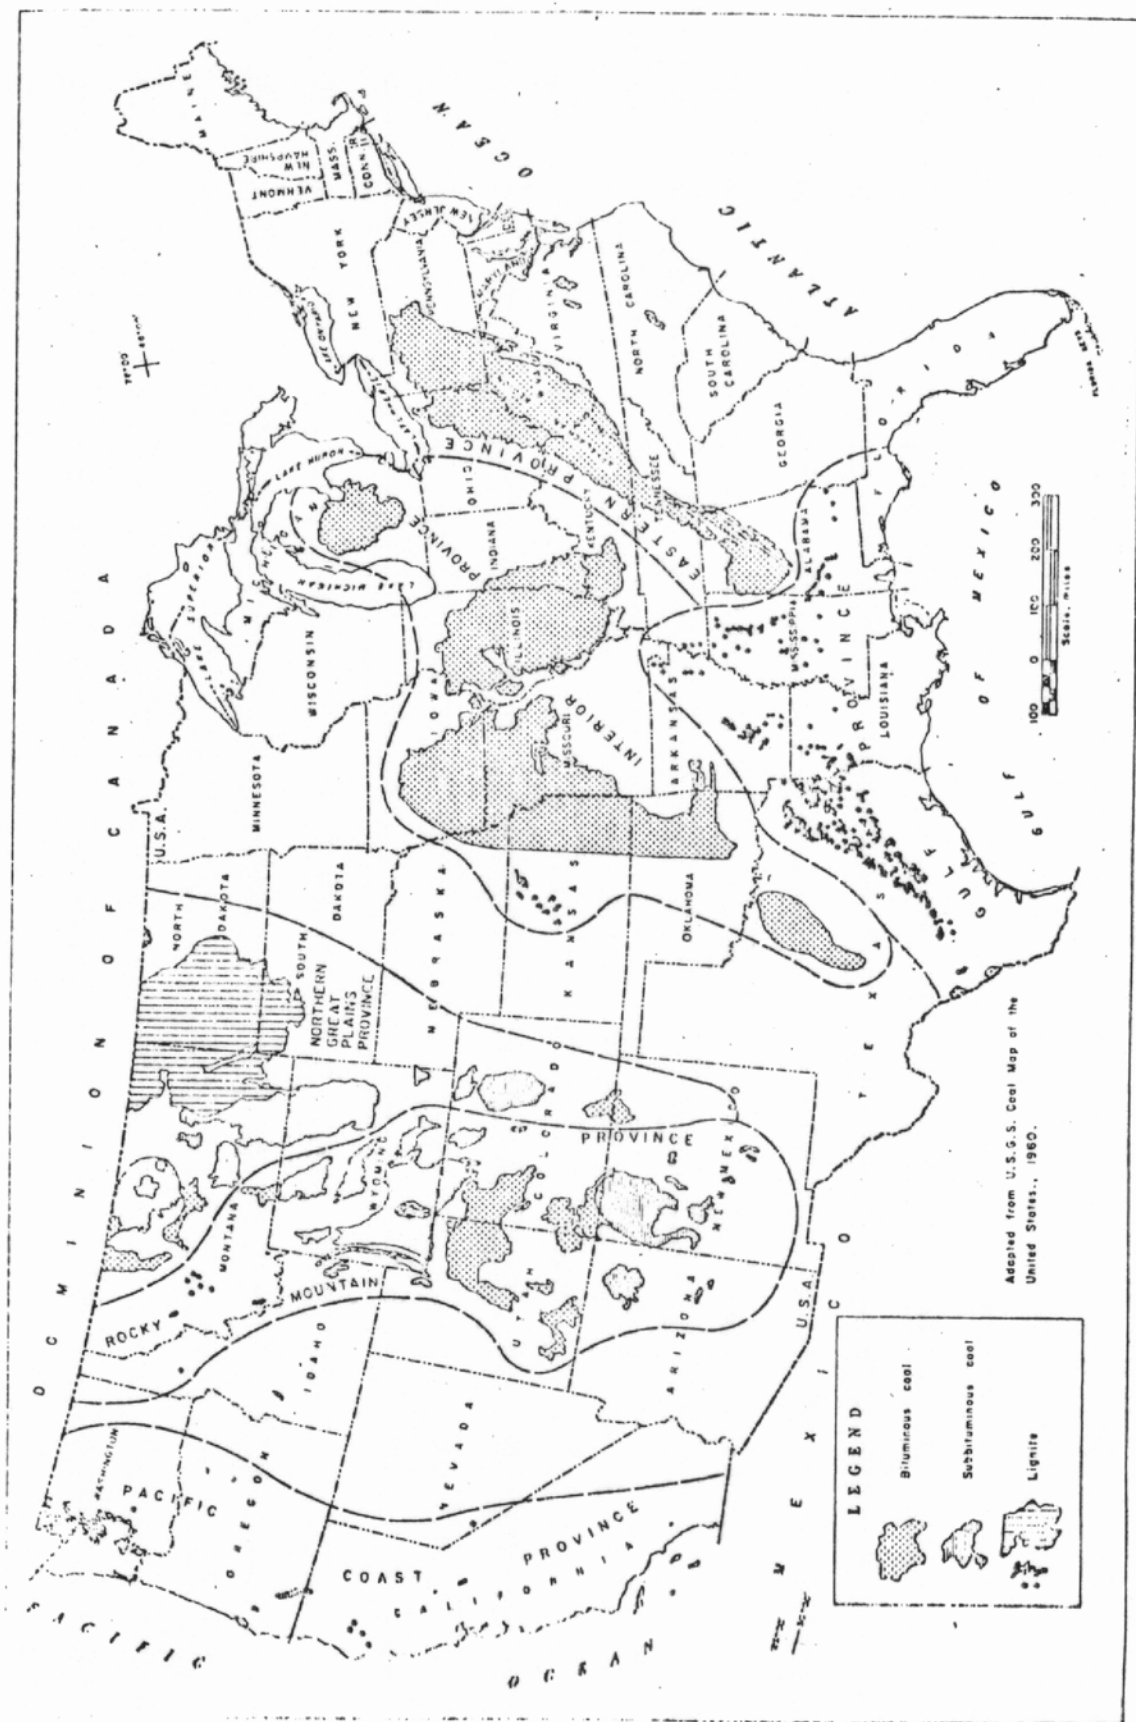 DOMINION OF CANADA
U.S.A.
PACIFIC
OCEAN
WASHINGTON
PACIFIC
OREGON
COAST
CALIFORNIA
PROVINCE
NEVADA
IDAHO
ROCKY
MOUNTAIN
PROVINCE
MONTANA
WYOMING
UTAH
COLORADO
ARIZONA
NEW MEXICO
NORTH
DAKOTA
SOUTH
DAKOTA
NORTHERN
GREAT
PLAINS
PROVINCE
NEBRASKA
KANSAS
OKLAHOMA
TEXAS
MINNESOTA
WISCONSIN
LAKE SUPERIOR
LAKE MICHIGAN
IOWA
MISSOURI
ILLINOIS
INDIANA
INTERIOR
PROVINCE
ARKANSAS
LOUISIANA
MISSISSIPPI
ALABAMA
GULF
PROVINCE
OHIO
KENTUCKY
EASTERN
PROVINCE
NEW YORK
LAKE ONTARIO
PENNSYLVANIA
NEW JERSEY
VERMONT
NEW
HAMPSHIRE
MASS.
CONN.
MAINE
VIRGINIA
NORTH CAROLINA
SOUTH
CAROLINA
GEORGIA
FLORIDA
FLORIDA KEYS
ATLANTIC
OCEAN
GULF
OF MEXICO
U.S.A.
MEXICO
100 0 100 200 300
Scale, miles
Adapted from U.S.G.S. Coal Map of the
United States., 1960.
LEGEND
Bituminous coal
Subbituminous coal
Lignite